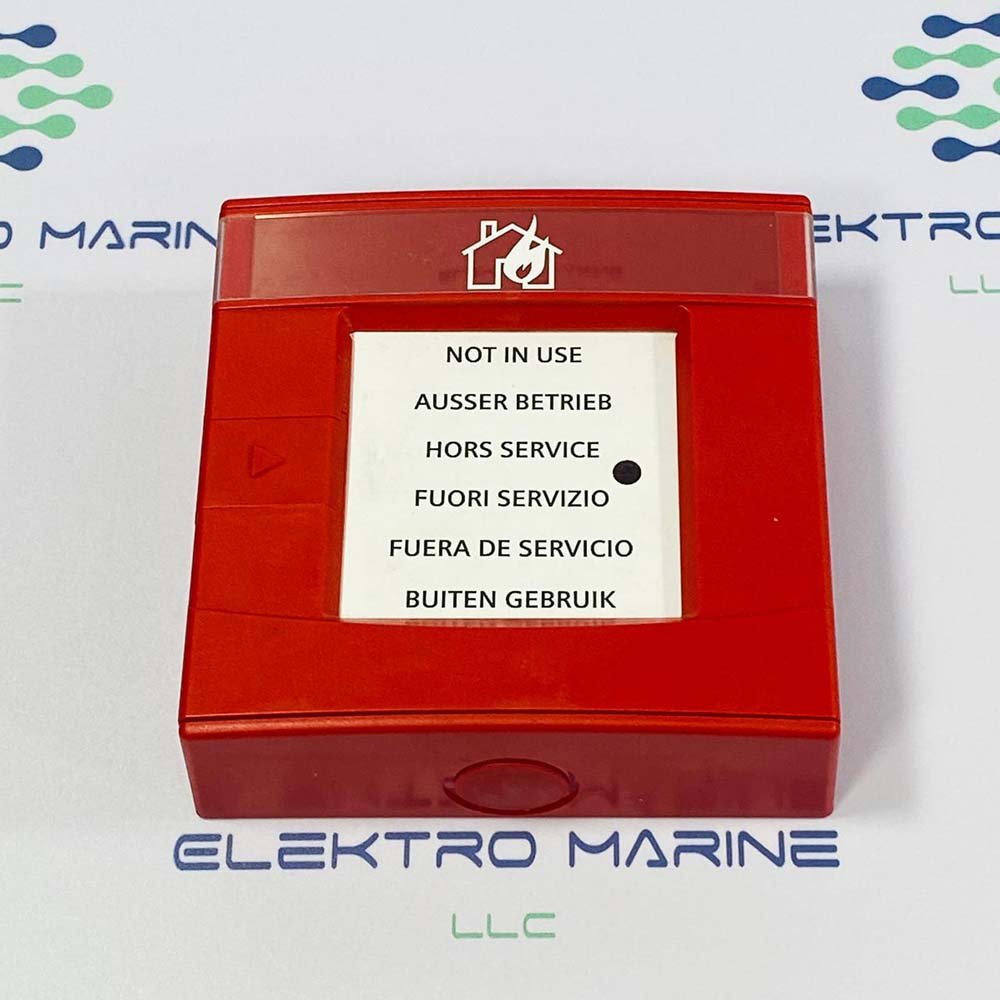 O MARINE
LLC
ELEKTRO
LLC
NOT IN USE
AUSSER BETRIEB
HORS SERVICE
FUORI SERVIZIO
FUERA DE SERVICIO
BUITEN GEBRUIK
ELEKTRO MARINE
LLC